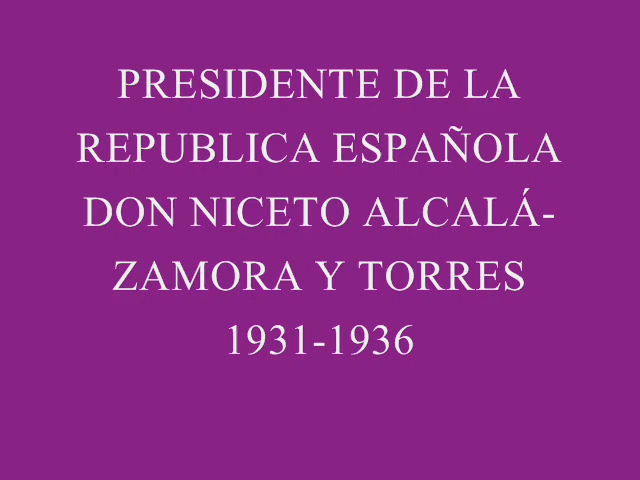 PRESIDENTE DE LA
REPUBLICA ESPAÑOLA
DON NICETO ALCALÁ-
ZAMORA Y TORRES
1931-1936